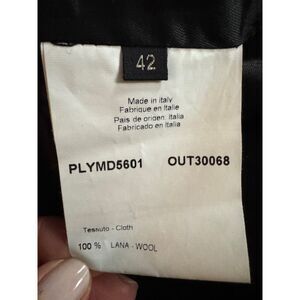 42
Made in Italy
Fabrique en Italie
Pais de origen: Italia
Fabricado en Italia
PLYMD5601 OUT30068
Tessuto - Cloth
100 % LANA - WOOL